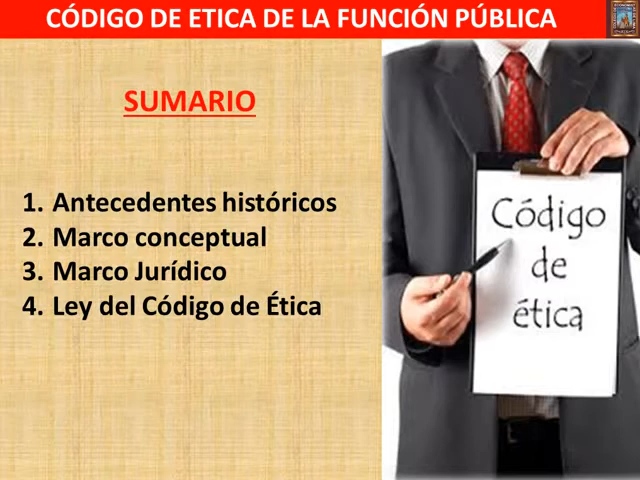 CÓDIGO DE ETICA DE LA FUNCIÓN PÚBLICA
SUMARIO
1. Antecedentes históricos
2. Marco conceptual
3. Marco Jurídico
4. Ley del Código de Ética
Código
de
ética